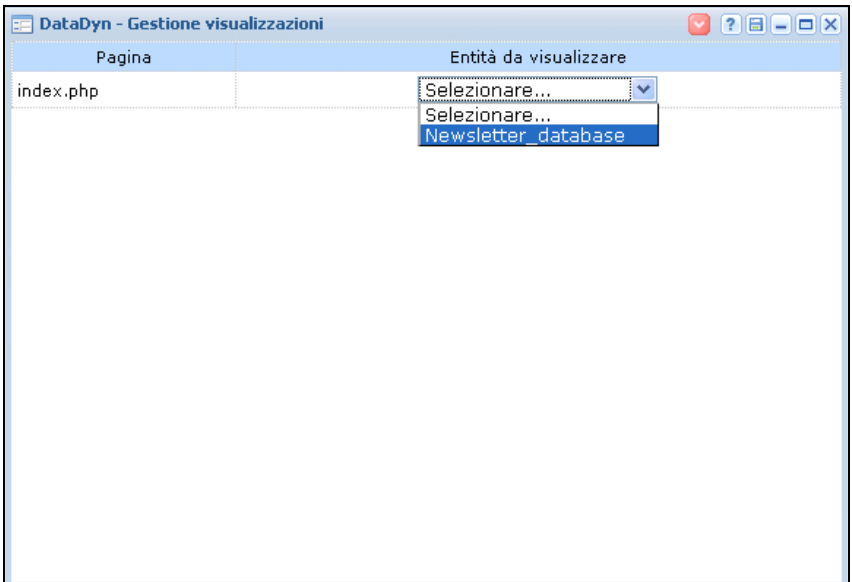 DataDyn - Gestione visualizzazioni
?
Pagina Entità da visualizzare
index.php Selezionare...
Selezionare...
Newsletter_database